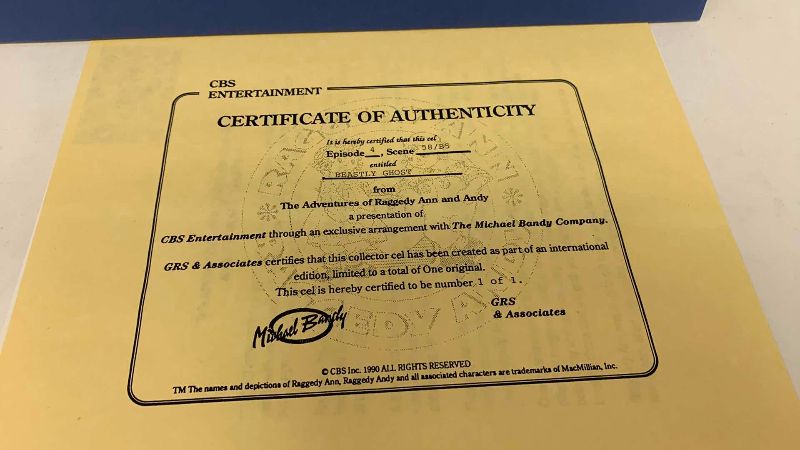 CBS
ENTERTAINMENT
CERTIFICATE OF AUTHENTICITY
It is hereby certified that this cel
Episode 4, Scene 58/B5
entitled
BEASTLY GHOST
from
The Adventures of Raggedy Ann and Andy
a presentation of
CBS Entertainment through an exclusive arrangement with The Michael Bandy Company.
GRS & Associates certifies that this collector cel has been created as part of an international
edition, limited to a total of One original.
This cel is hereby certified to be number 1 of 1.
Michael Bandy
GRS
& Associates
© CBS Inc. 1990 ALL RIGHTS RESERVED
TM The names and depictions of Raggedy Ann, Raggedy Andy and all associated characters are trademarks of MacMillian, Inc.